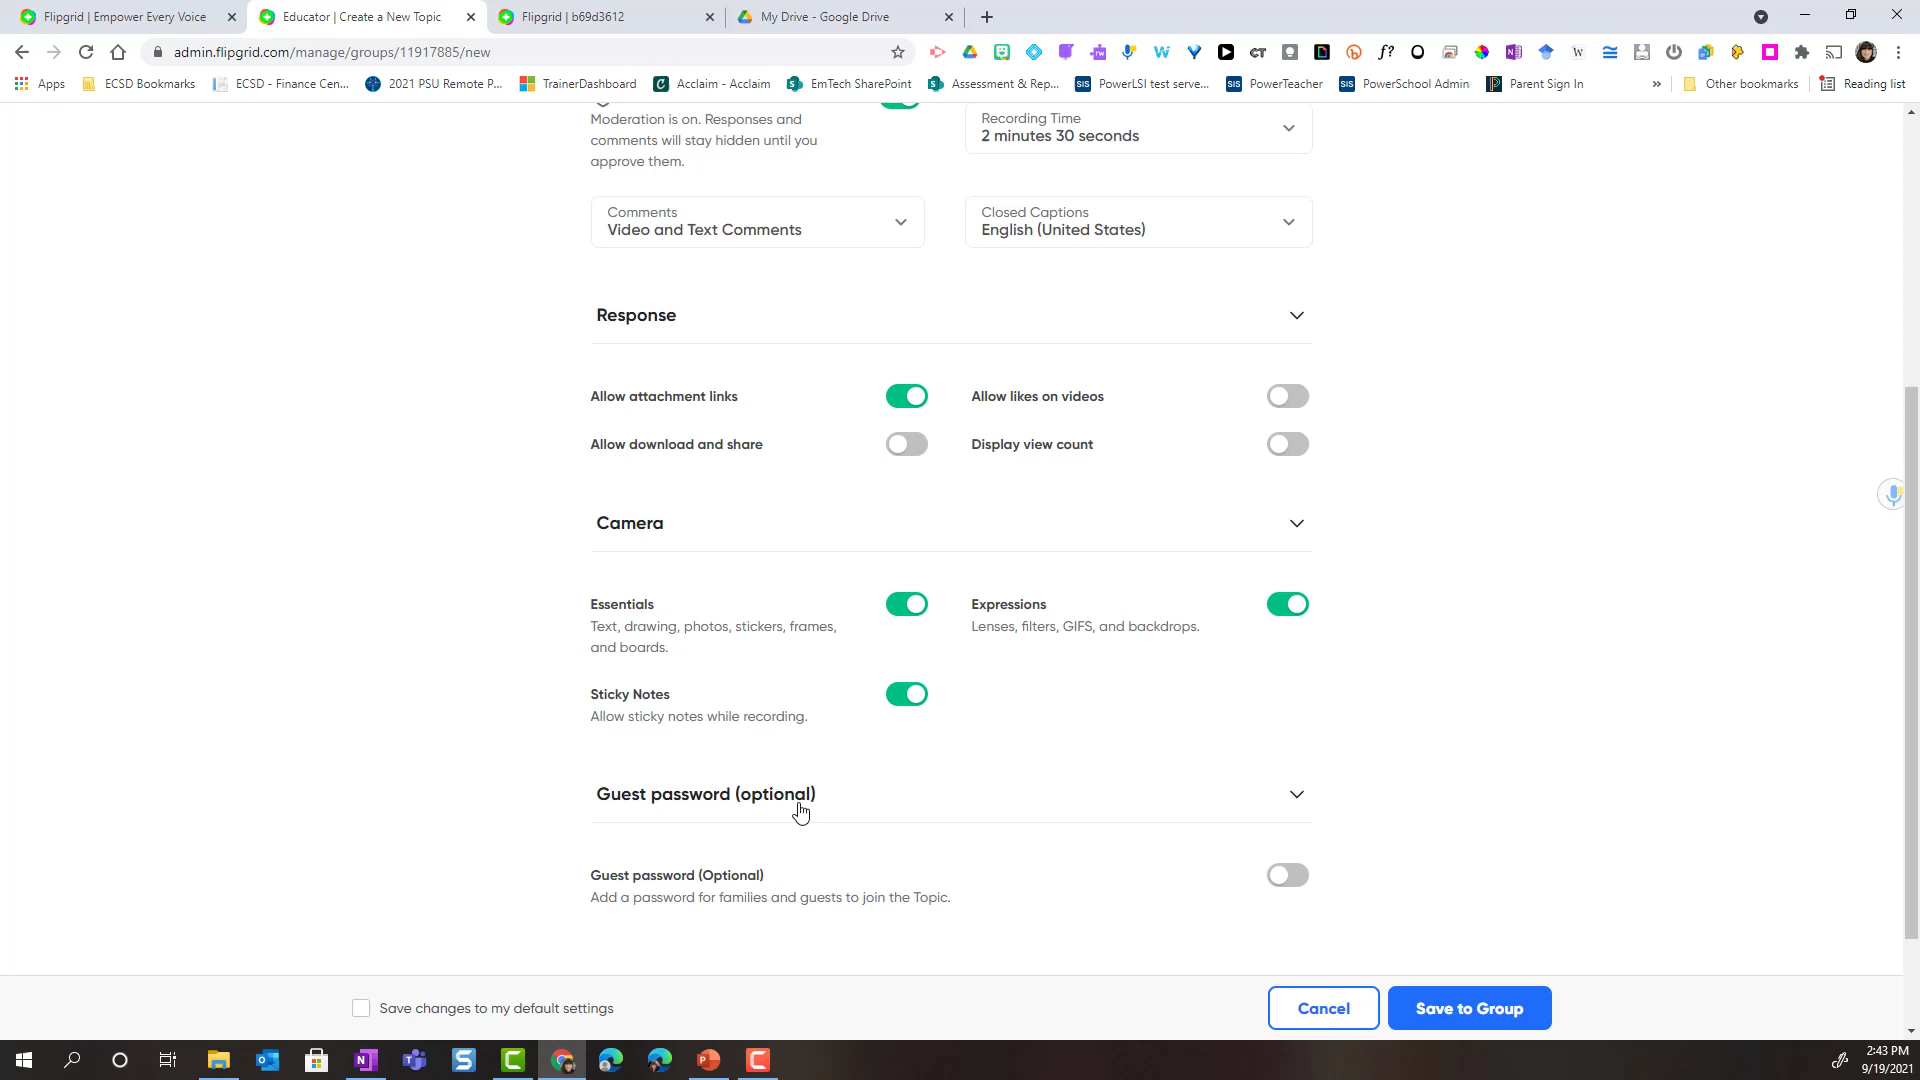 Flipgrid | Empower Every Voice
Educator | Create a New Topic
Flipgrid | b69d3612
My Drive - Google Drive
admin.flipgrid.com/manage/groups/11917885/new
Apps
ECSD Bookmarks
ECSD - Finance Cen...
2021 PSU Remote P...
TrainerDashboard
Acclaim - Acclaim
EmTech SharePoint
Assessment & Rep...
PowerLSI test serve...
PowerTeacher
PowerSchool Admin
Parent Sign In
»
Other bookmarks
Reading list
Moderation is on. Responses and
comments will stay hidden until you
approve them.
Recording Time
2 minutes 30 seconds
Comments
Video and Text Comments
Closed Captions
English (United States)
Response
Allow attachment links
Allow likes on videos
Allow download and share
Display view count
Camera
Essentials
Text, drawing, photos, stickers, frames,
and boards.
Expressions
Lenses, filters, GIFS, and backdrops.
Sticky Notes
Allow sticky notes while recording.
Guest password (optional)
Guest password (Optional)
Add a password for families and guests to join the Topic.
Save changes to my default settings
Cancel
Save to Group
2:43 PM
9/19/2021